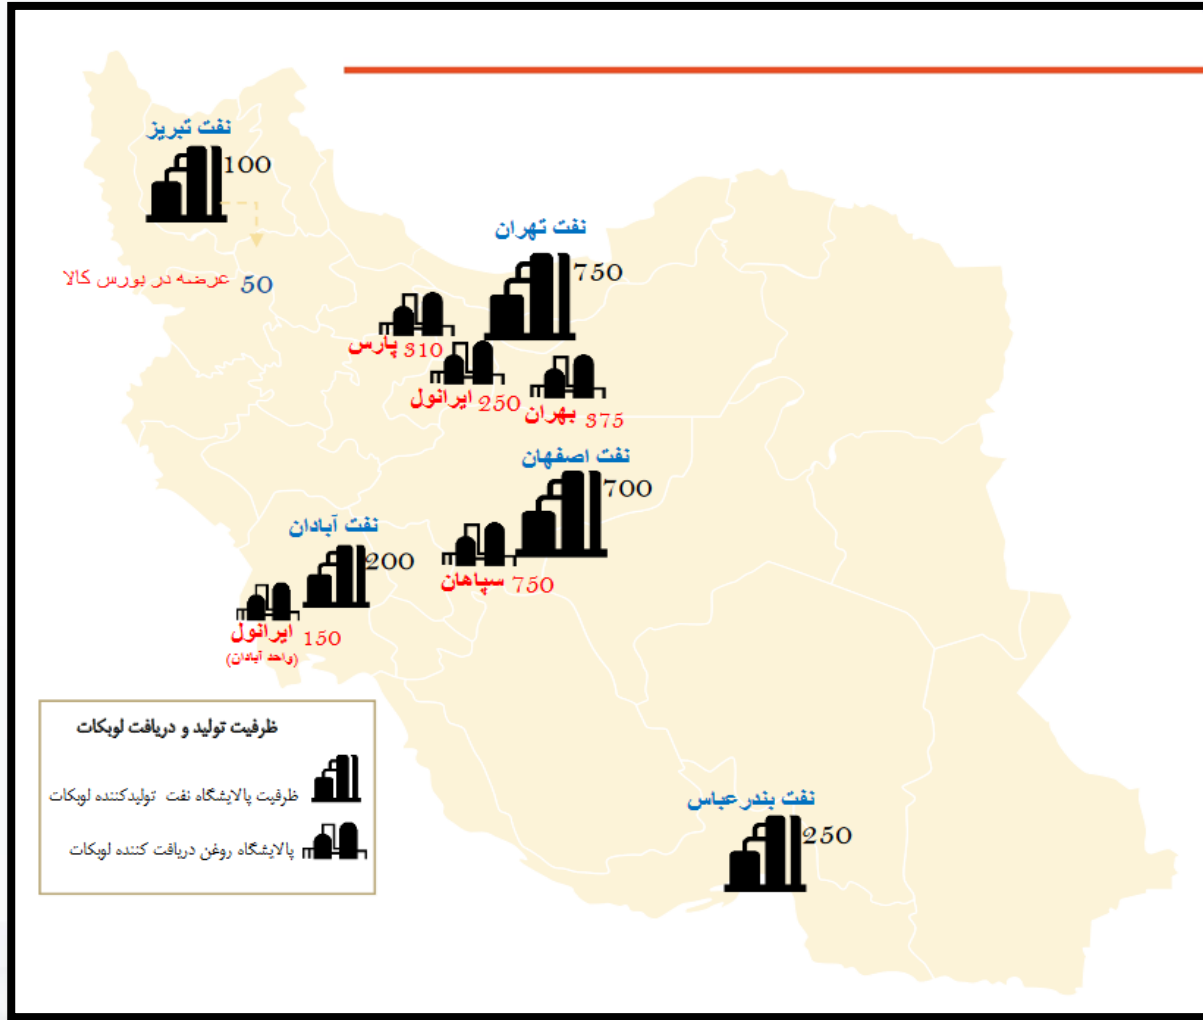 نفت تبریز
100
50 عرضه در بورس کالا
نفت تهران
750
پارس 310
ایرانول 250
بهران 375
نفت اصفهان
700
سپاهان 750
نفت آبادان
200
ایرانول 150
(واحد آبادان)
نفت بندرعباس
250
ظرفیت تولید و دریافت لوبکات
ظرفیت پالایشگاه نفت تولیدکننده لوبکات
پالایشگاه روغن دریافت کننده لوبکات